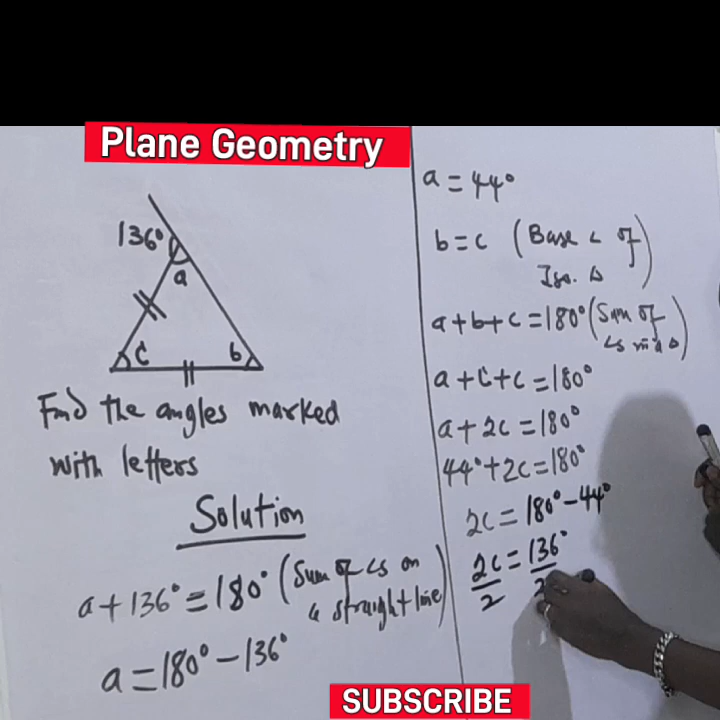 Plane Geometry
136°
a
c
b
Find the angles marked
with letters
Solution
a+136°=180° (Sum of ∠s on
a straight line)
a=180°-136°
a=44°
b=c (Base ∠ of
Iso. Δ)
a+b+c=180° (Sum of
∠s in a Δ)
a+c+c=180°
a+2c=180°
44°+2c=180°
2c=180°-44°
2c=136°
2 2
SUBSCRIBE